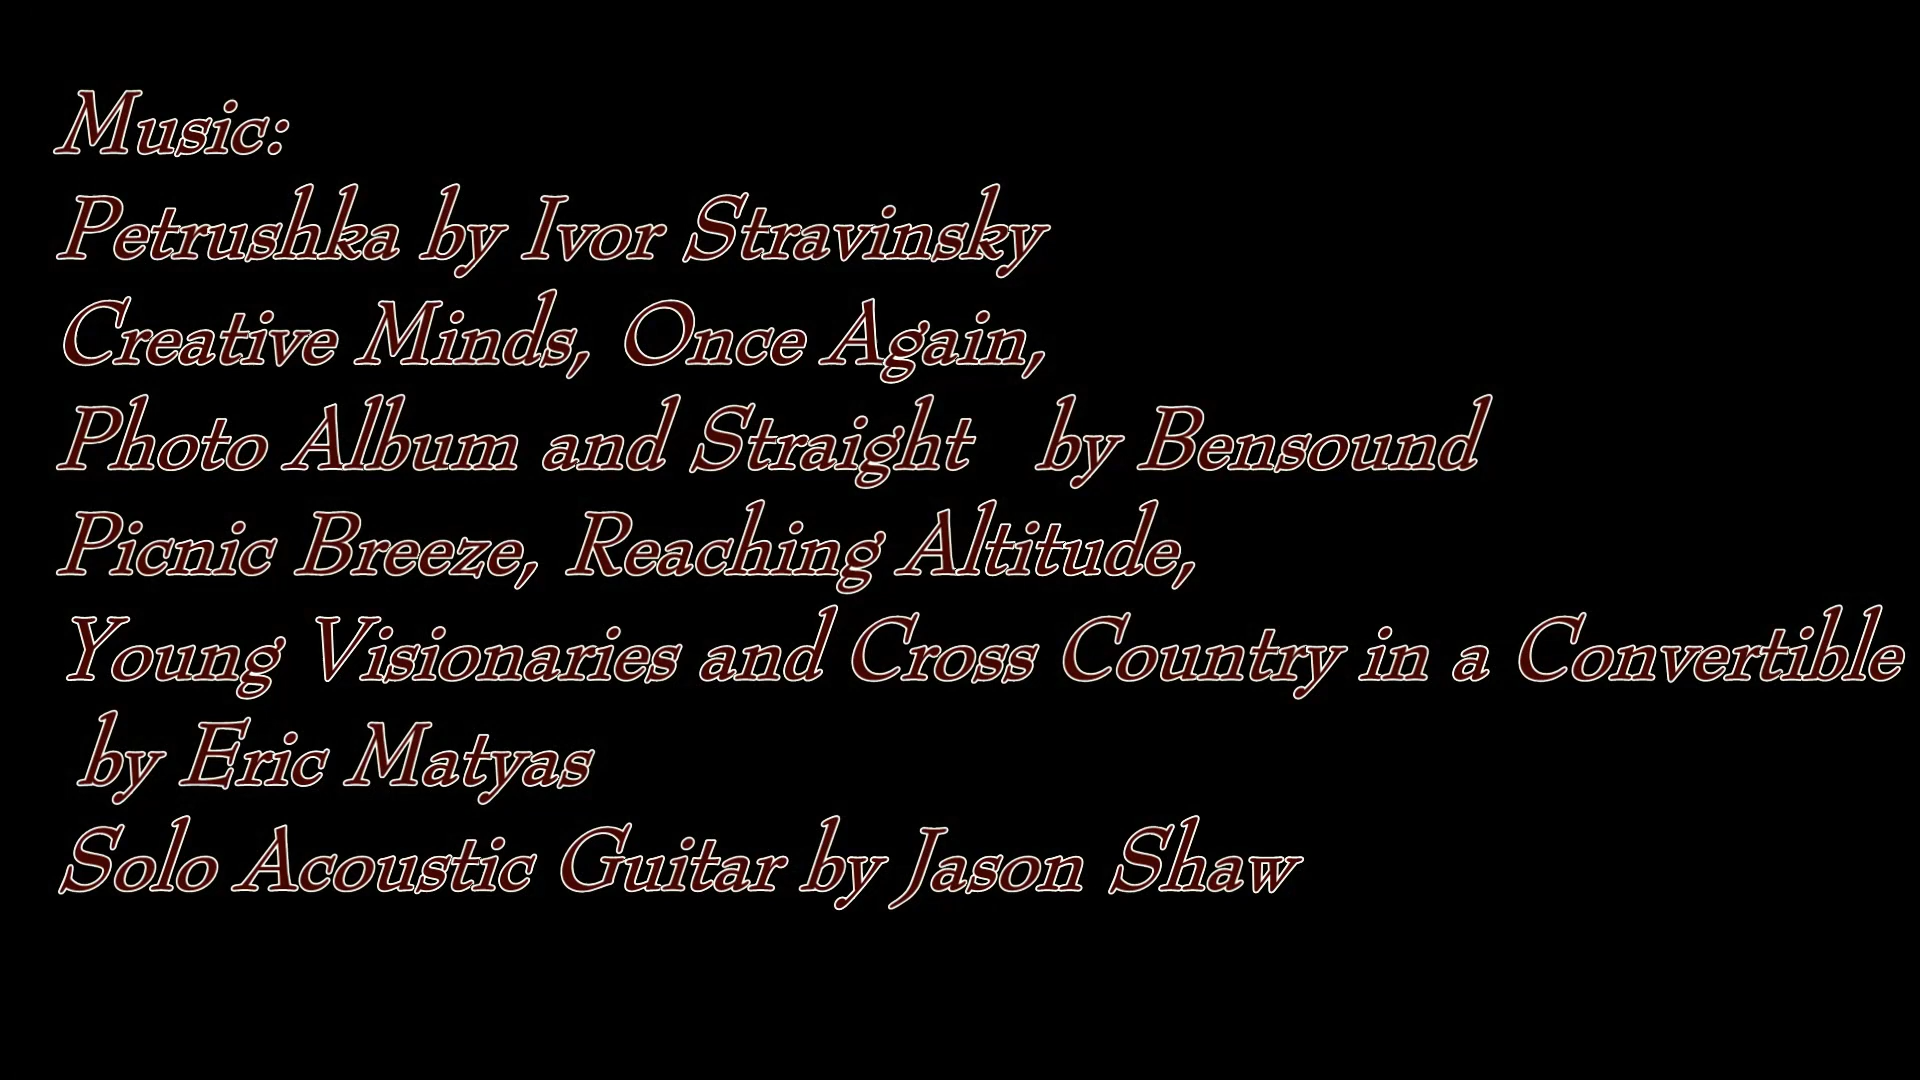 Music:
Petrushka by Ivor Stravinsky
Creative Minds, Once Again,
Photo Album and Straight by Bensound
Picnic Breeze, Reaching Altitude,
Young Visionaries and Cross Country in a Convertible
by Eric Matyas
Solo Acoustic Guitar by Jason Shaw